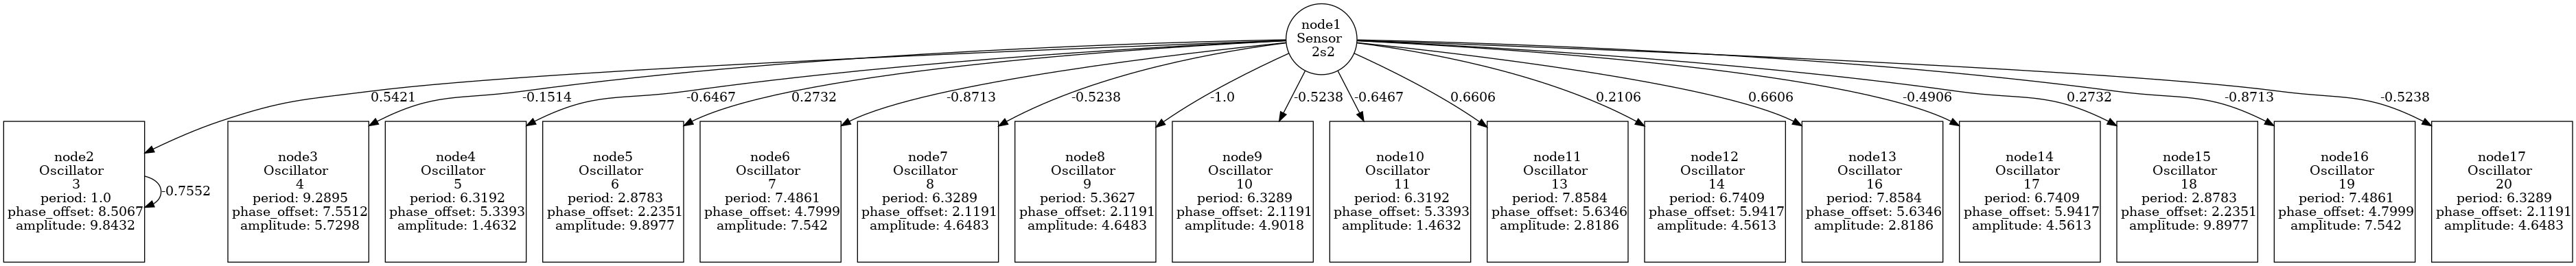 node1
Sensor
2s2
0.5421
-0.1514
-0.6467
0.2732
-0.8713
-0.5238
-1.0
-0.5238
-0.6467
0.6606
0.2106
0.6606
-0.4906
0.2732
-0.8713
-0.5238
node2
Oscillator
3
period: 1.0
phase_offset: 8.5067
amplitude: 9.8432
-0.7552
node3
Oscillator
4
period: 9.2895
phase_offset: 7.5512
amplitude: 5.7298
node4
Oscillator
5
period: 6.3192
phase_offset: 5.3393
amplitude: 1.4632
node5
Oscillator
6
period: 2.8783
phase_offset: 2.2351
amplitude: 9.8977
node6
Oscillator
7
period: 7.4861
phase_offset: 4.7999
amplitude: 7.542
node7
Oscillator
8
period: 6.3289
phase_offset: 2.1191
amplitude: 4.6483
node8
Oscillator
9
period: 5.3627
phase_offset: 2.1191
amplitude: 4.6483
node9
Oscillator
10
period: 6.3289
phase_offset: 2.1191
amplitude: 4.9018
node10
Oscillator
11
period: 6.3192
phase_offset: 5.3393
amplitude: 1.4632
node11
Oscillator
13
period: 7.8584
phase_offset: 5.6346
amplitude: 2.8186
node12
Oscillator
14
period: 6.7409
phase_offset: 5.9417
amplitude: 4.5613
node13
Oscillator
16
period: 7.8584
phase_offset: 5.6346
amplitude: 2.8186
node14
Oscillator
17
period: 6.7409
phase_offset: 5.9417
amplitude: 4.5613
node15
Oscillator
18
period: 2.8783
phase_offset: 2.2351
amplitude: 9.8977
node16
Oscillator
19
period: 7.4861
phase_offset: 4.7999
amplitude: 7.542
node17
Oscillator
20
period: 6.3289
phase_offset: 2.1191
amplitude: 4.6483